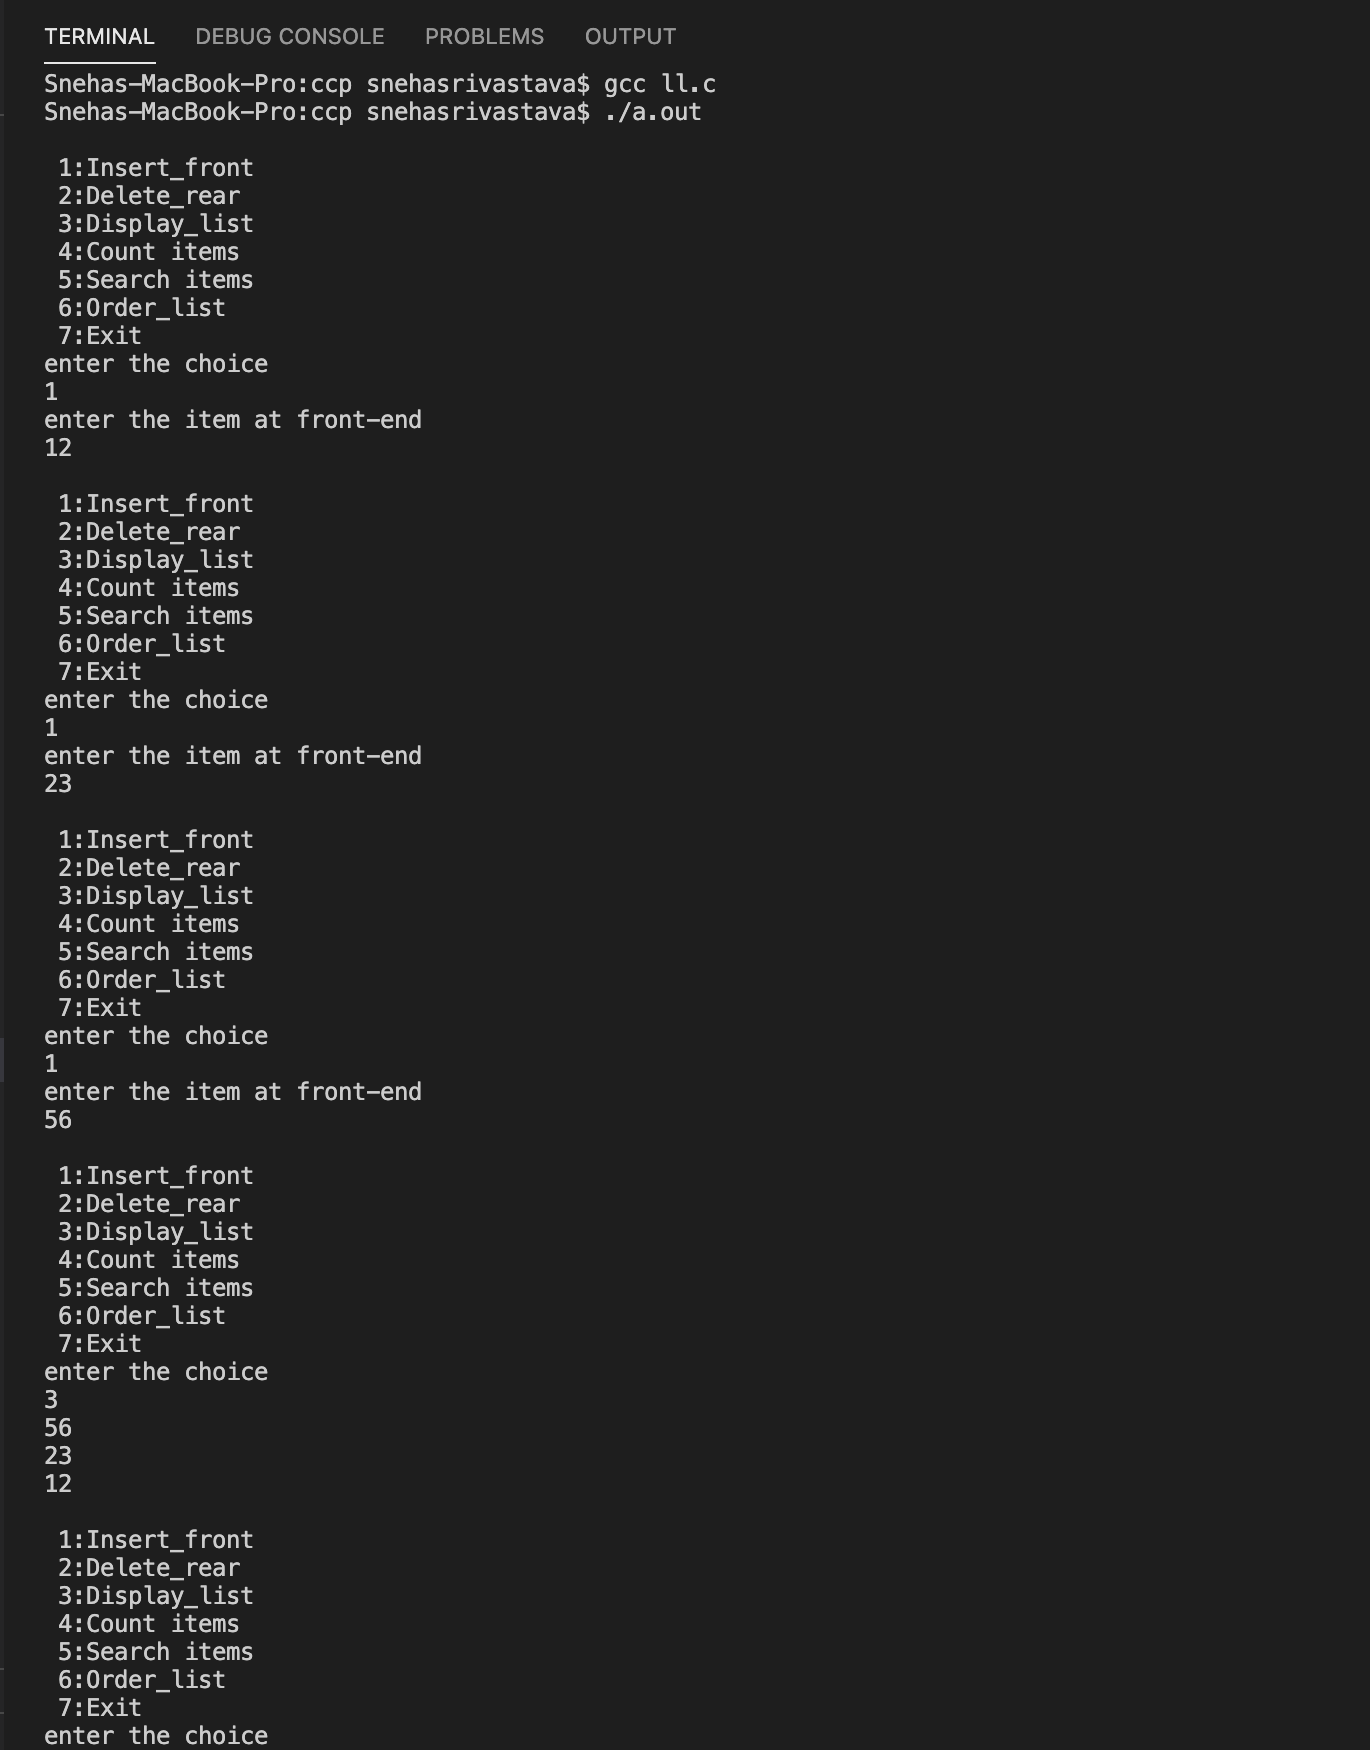 TERMINAL DEBUG CONSOLE PROBLEMS OUTPUT
Snehas-MacBook-Pro:ccp snehasrivastava$ gcc ll.c
Snehas-MacBook-Pro:ccp snehasrivastava$ ./a.out
1:Insert_front
2:Delete_rear
3:Display_list
4:Count items
5:Search items
6:Order_list
7:Exit
enter the choice
1
enter the item at front-end
12
1:Insert_front
2:Delete_rear
3:Display_list
4:Count items
5:Search items
6:Order_list
7:Exit
enter the choice
1
enter the item at front-end
23
1:Insert_front
2:Delete_rear
3:Display_list
4:Count items
5:Search items
6:Order_list
7:Exit
enter the choice
1
enter the item at front-end
56
1:Insert_front
2:Delete_rear
3:Display_list
4:Count items
5:Search items
6:Order_list
7:Exit
enter the choice
3
56
23
12
1:Insert_front
2:Delete_rear
3:Display_list
4:Count items
5:Search items
6:Order_list
7:Exit
enter the choice